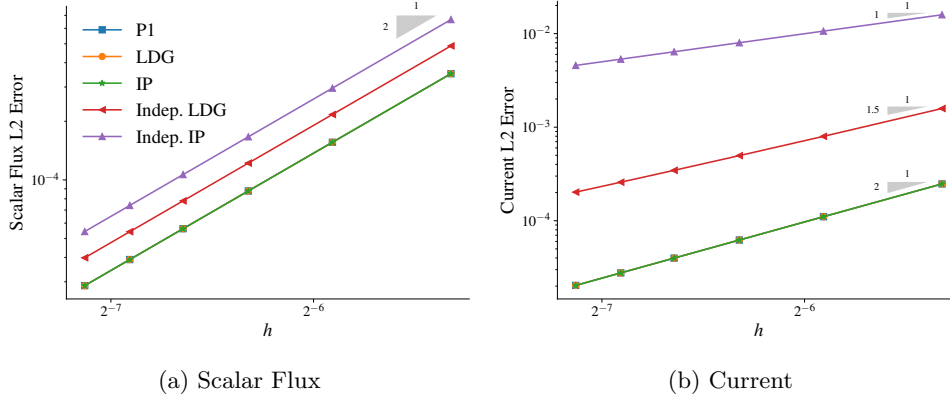 P1
LDG
IP
Indep. LDG
Indep. IP
1
2
Scalar Flux L2 Error
10⁻⁴
2⁻⁷
2⁻⁶
h
(a) Scalar Flux
1
1
1
1.5
1
2
Current L2 Error
10⁻²
10⁻³
10⁻⁴
2⁻⁷
2⁻⁶
h
(b) Current